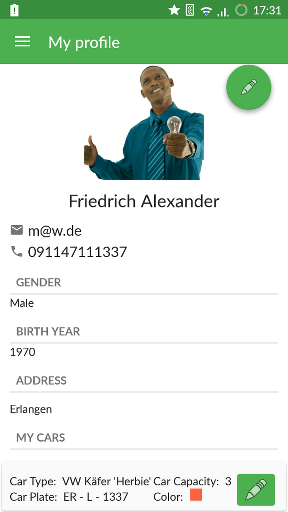 17:31
My profile
Friedrich Alexander
m@w.de
091147111337
GENDER
Male
BIRTH YEAR
1970
ADDRESS
Erlangen
MY CARS
Car Type: VW Käfer 'Herbie' Car Capacity: 3
Car Plate: ER - L - 1337 Color: